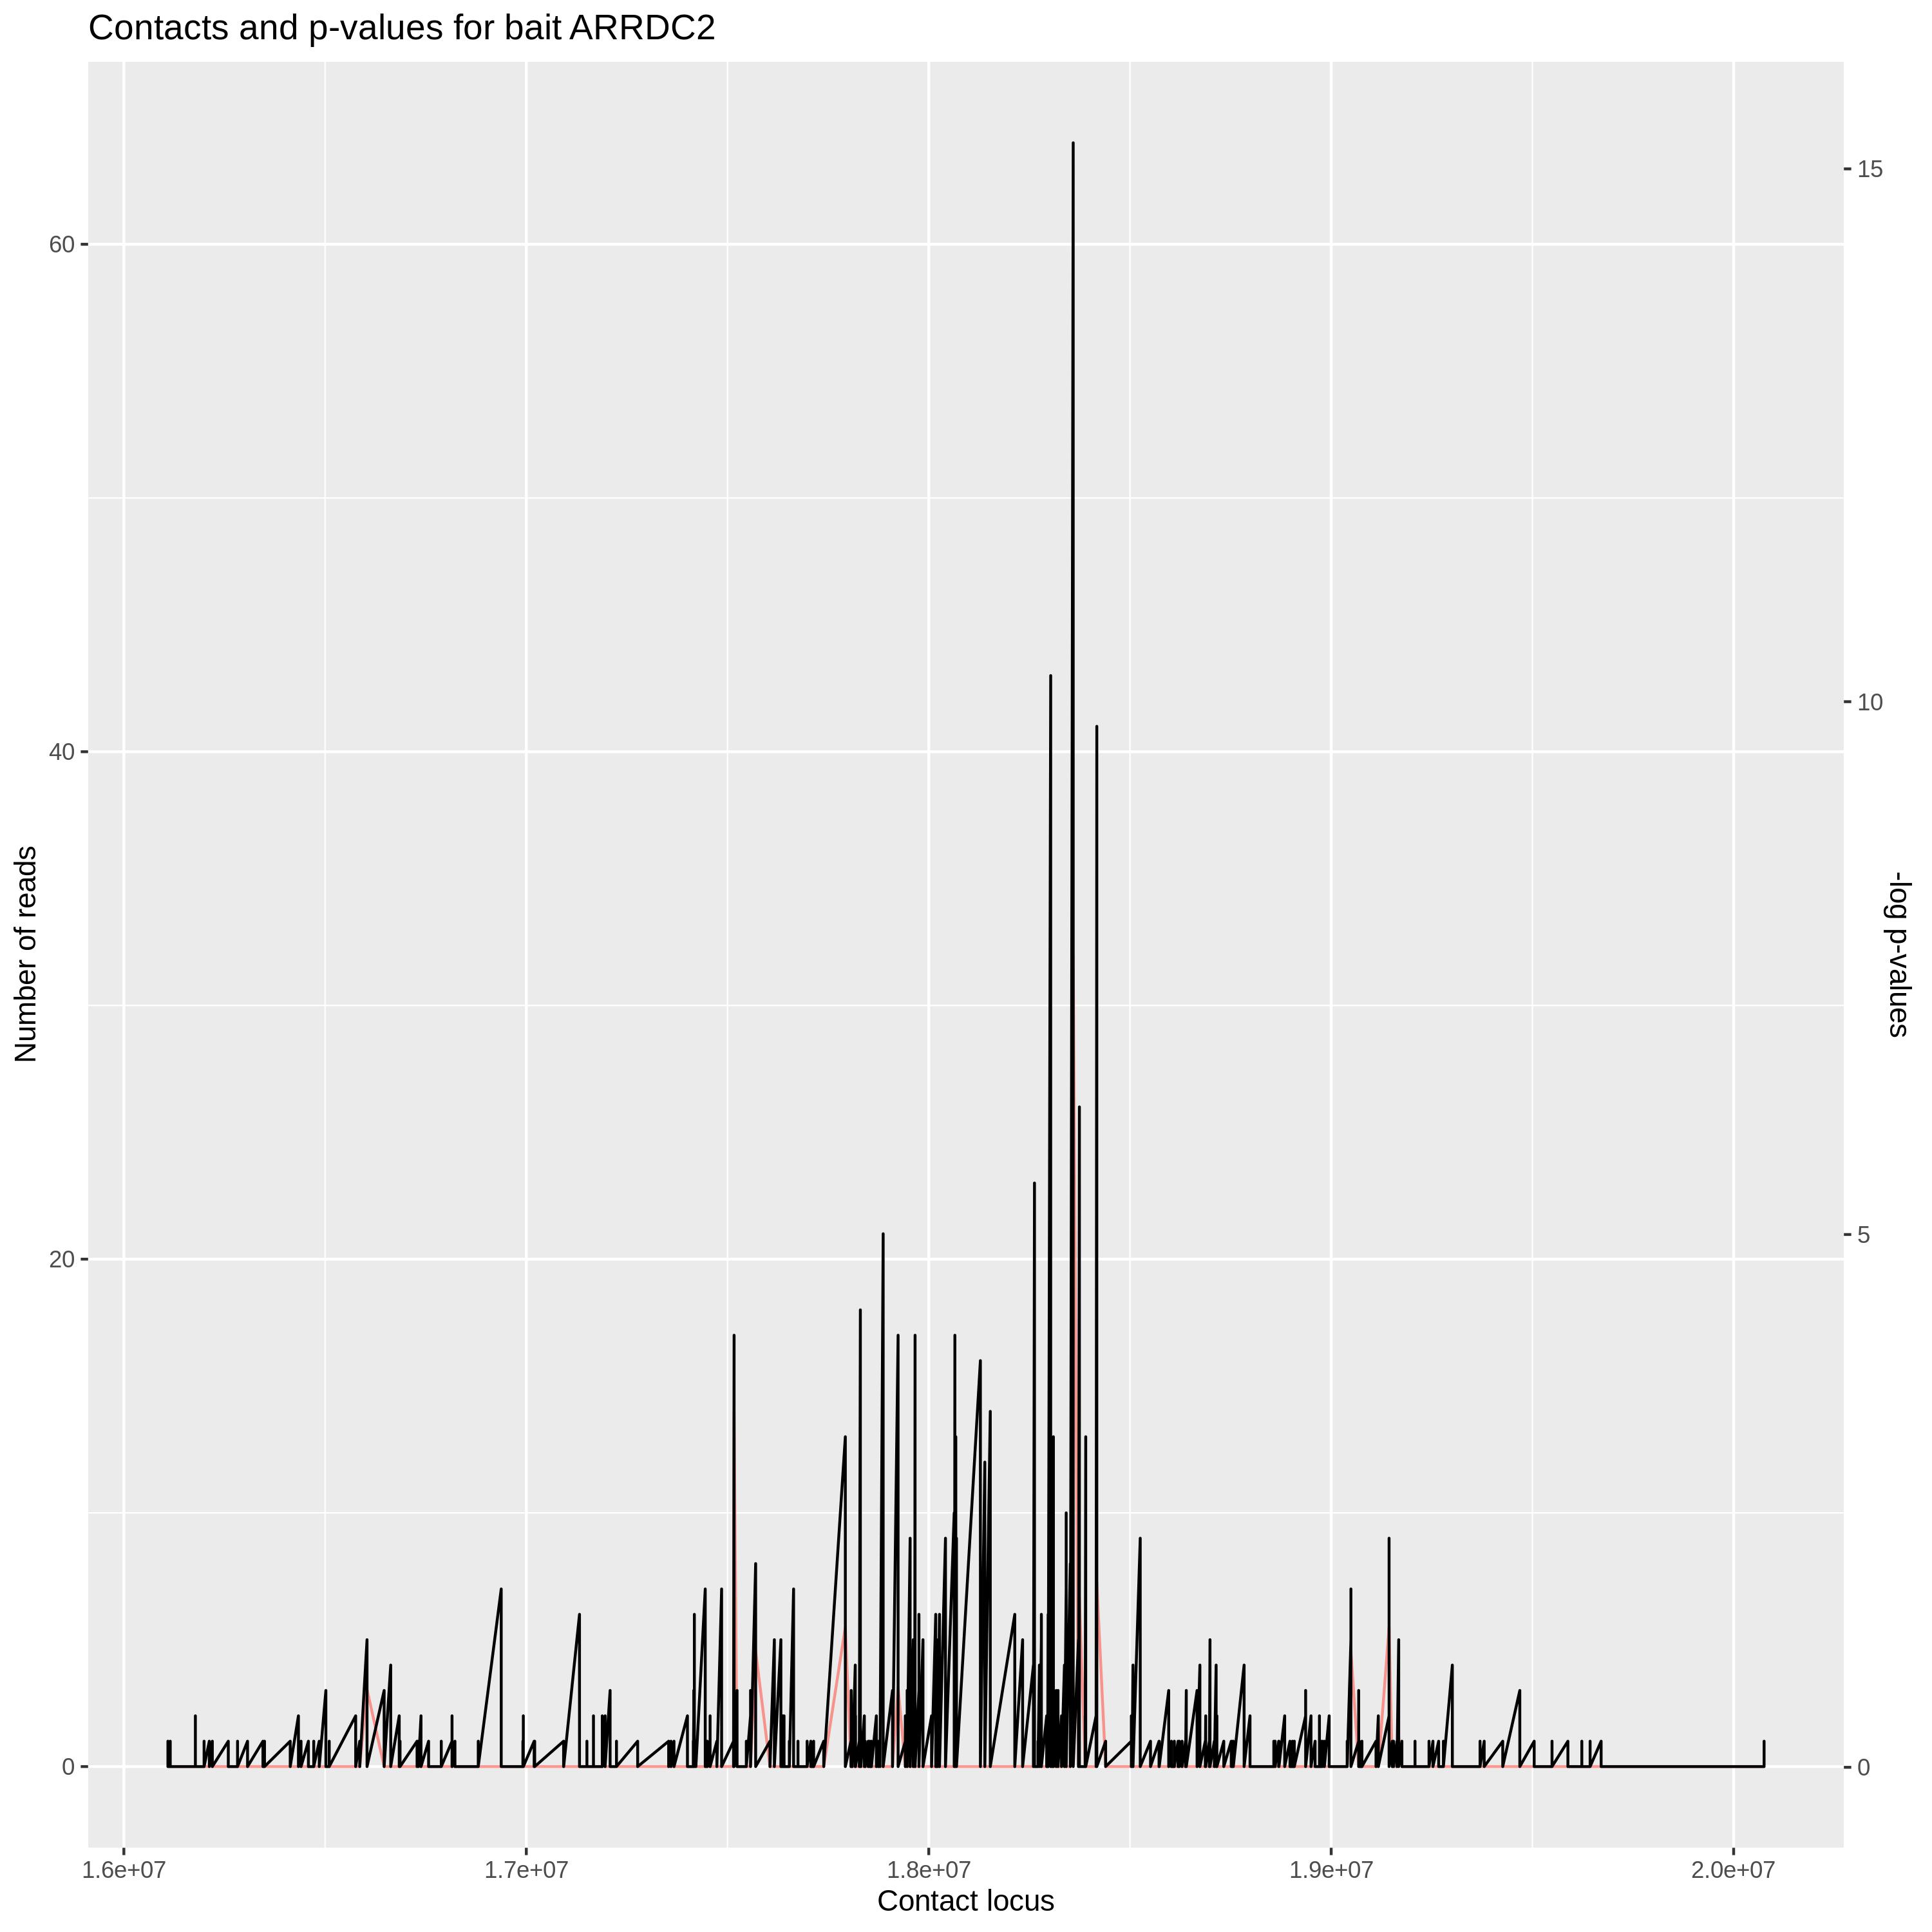 Contacts and p-values for bait ARRDC2
15
60
10
40
Number of reads
-log p-values
5
20
0
0
1.6e+07
1.7e+07
1.8e+07
1.9e+07
2.0e+07
Contact locus